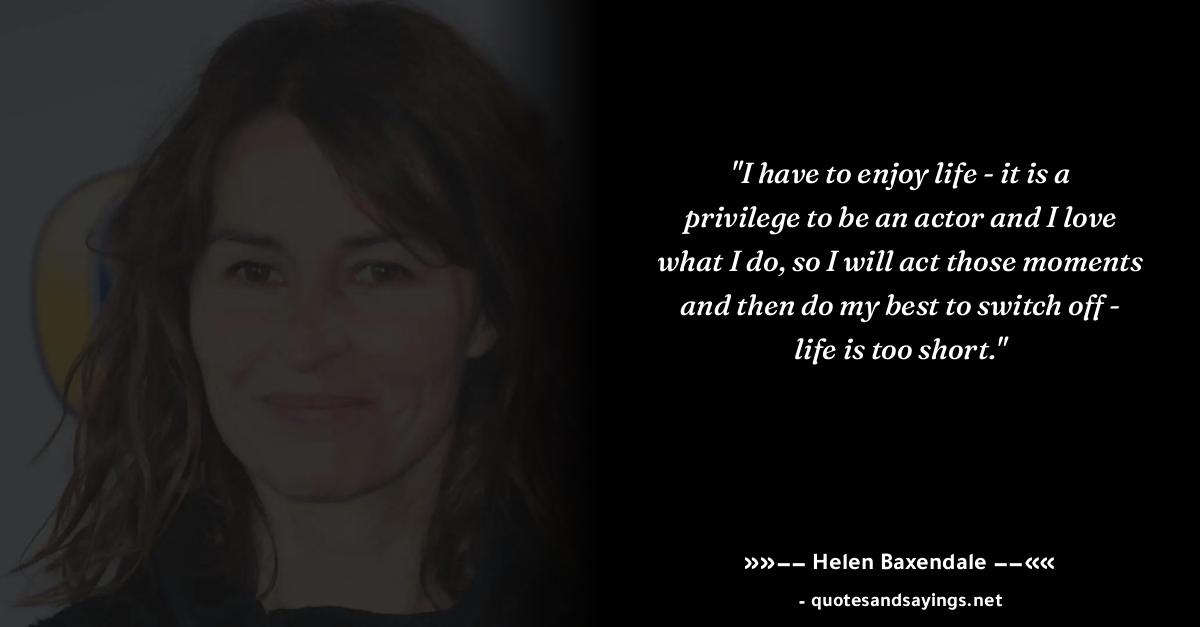 "I have to enjoy life - it is a
privilege to be an actor and I love
what I do, so I will act those moments
and then do my best to switch off -
life is too short."
»»–– Helen Baxendale ––««
- quotesandsayings.net